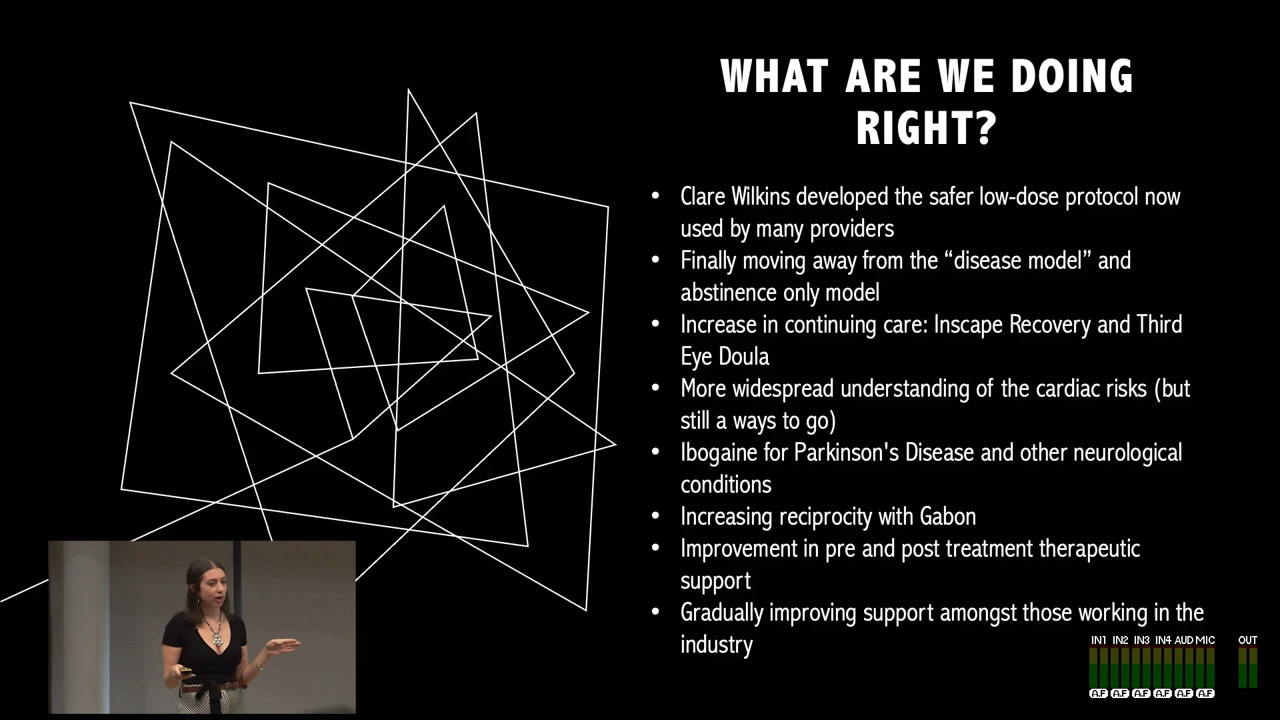 WHAT ARE WE DOING
RIGHT?
• Clare Wilkins developed the safer low-dose protocol now
used by many providers
• Finally moving away from the “disease model” and
abstinence only model
• Increase in continuing care: Inscape Recovery and Third
Eye Doula
• More widespread understanding of the cardiac risks (but
still a ways to go)
• Ibogaine for Parkinson's Disease and other neurological
conditions
• Increasing reciprocity with Gabon
• Improvement in pre and post treatment therapeutic
support
• Gradually improving support amongst those working in the
industry
IN1 IN2 IN3 IN4 AUD MIC OUT
A.F A.F A.F A.F A.F A.F